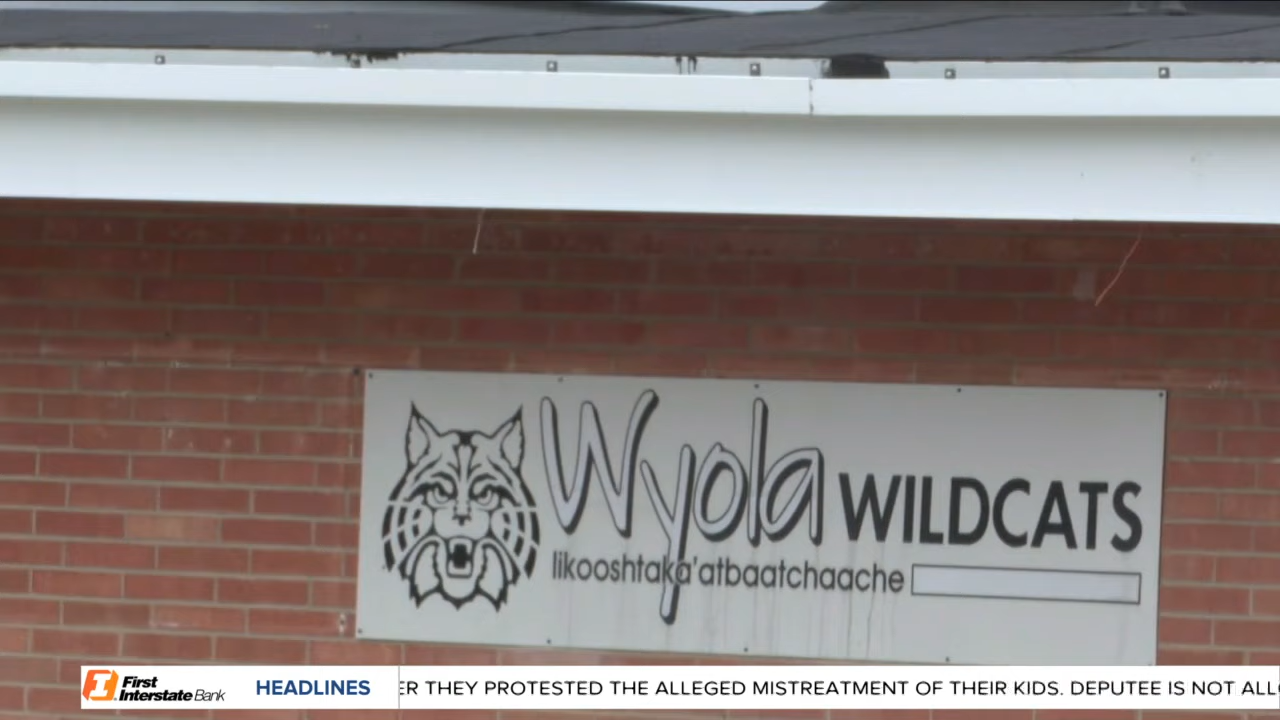 Wyola WILDCATS
Iikooshtaka'atbaatchaache
First Interstate Bank HEADLINES ER THEY PROTESTED THE ALLEGED MISTREATMENT OF THEIR KIDS. DEPUTEE IS NOT ALL